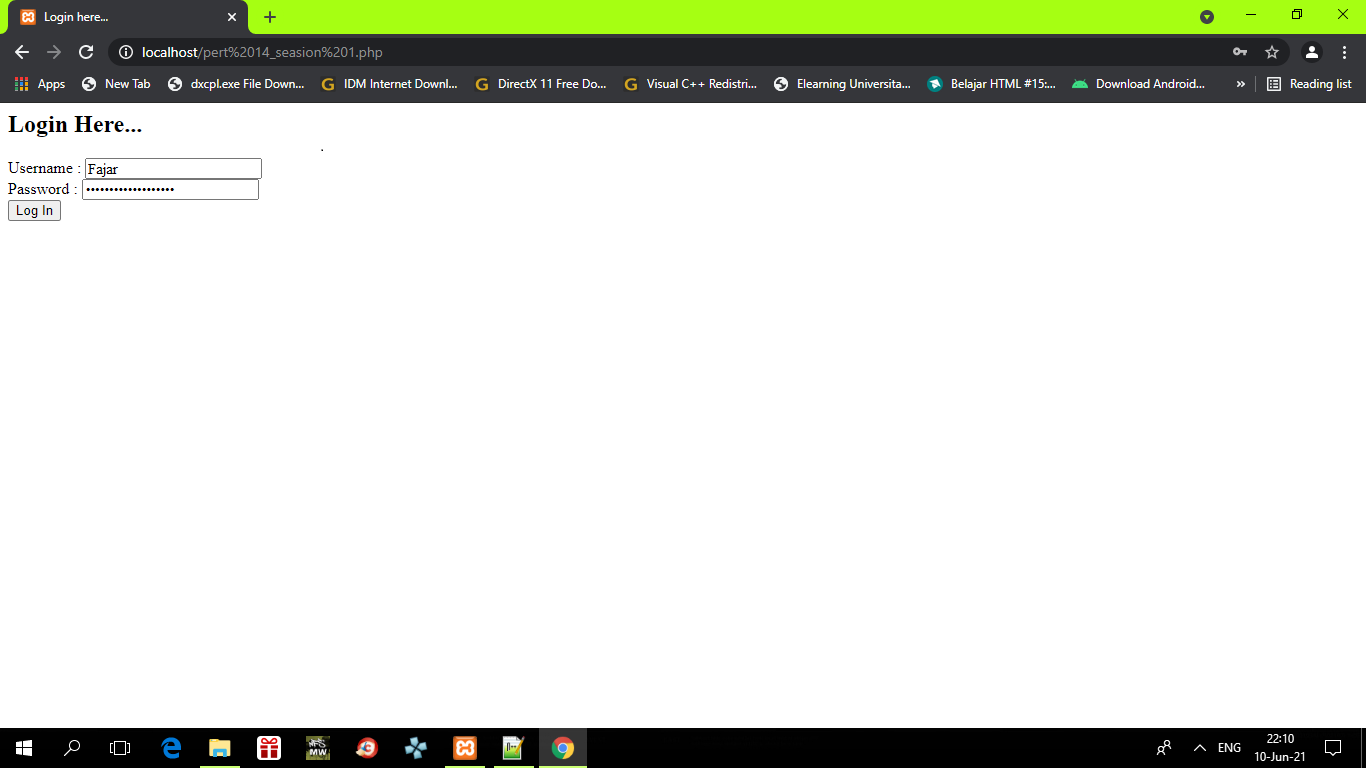 Login here...
localhost/pert%2014_seasion%201.php
Apps New Tab dxcpl.exe File Down... IDM Internet Downl... DirectX 11 Free Do... Visual C++ Redistri... Elearning Universita... Belajar HTML #15:... Download Android... » Reading list
Login Here...
.
Username : Fajar
Password : •••••••••••••••••••
Log In
MW
ENG
22:10
10-Jun-21